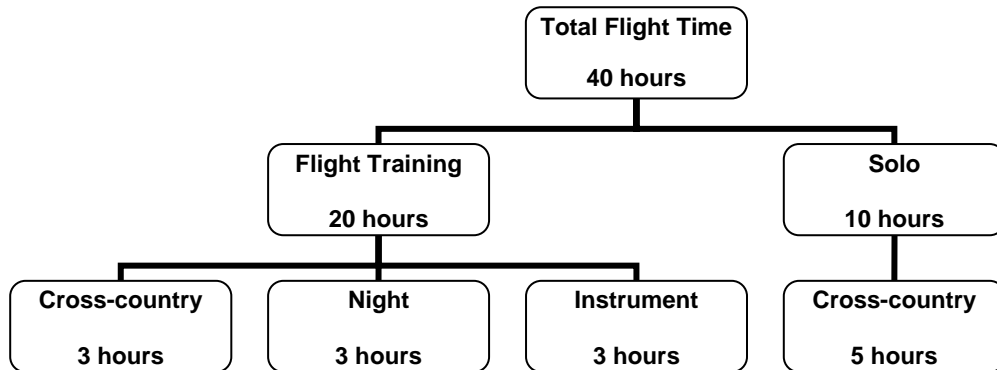 Total Flight Time
40 hours
Flight Training
20 hours
Solo
10 hours
Cross-country
3 hours
Night
3 hours
Instrument
3 hours
Cross-country
5 hours